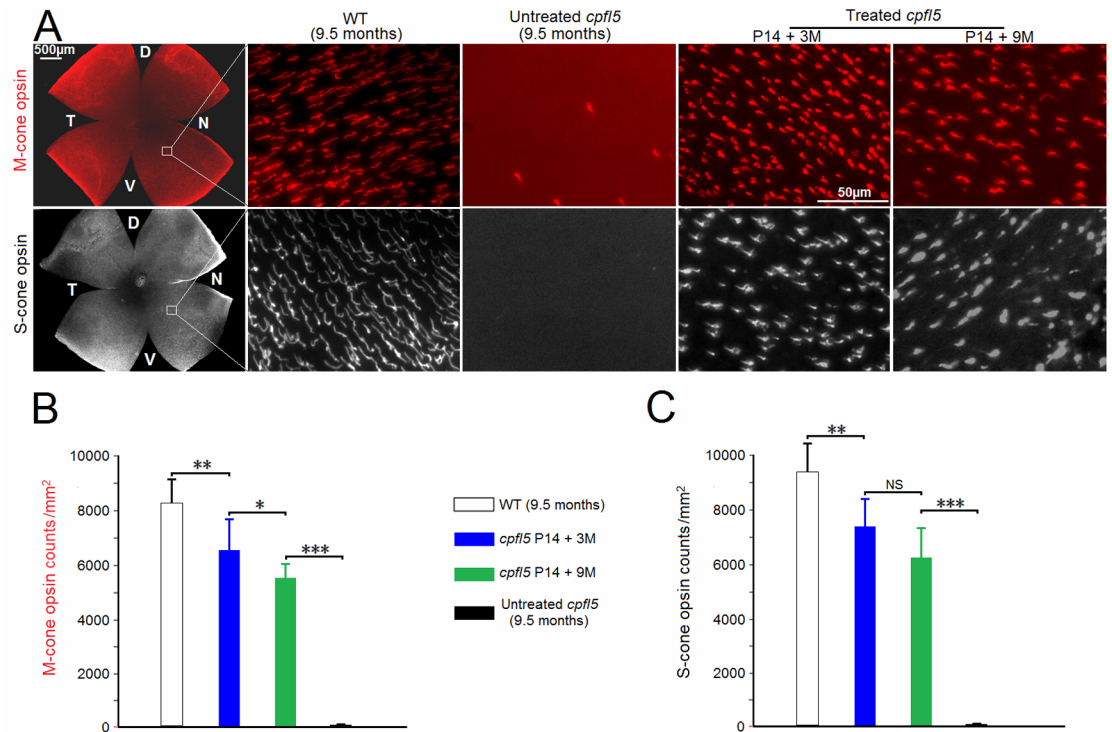 A
WT
(9.5 months)
Untreated cpfl5
(9.5 months)
Treated cpfl5
P14 + 3M
P14 + 9M
M-cone opsin
500µm
D
T
N
V
50µm
S-cone opsin
D
T
N
V
B
M-cone opsin counts/mm²
10000
8000
6000
4000
2000
0
**
*
***
WT (9.5 months)
cpfl5 P14 + 3M
cpfl5 P14 + 9M
Untreated cpfl5
(9.5 months)
C
S-cone opsin counts/mm²
10000
8000
6000
4000
2000
0
**
NS
***